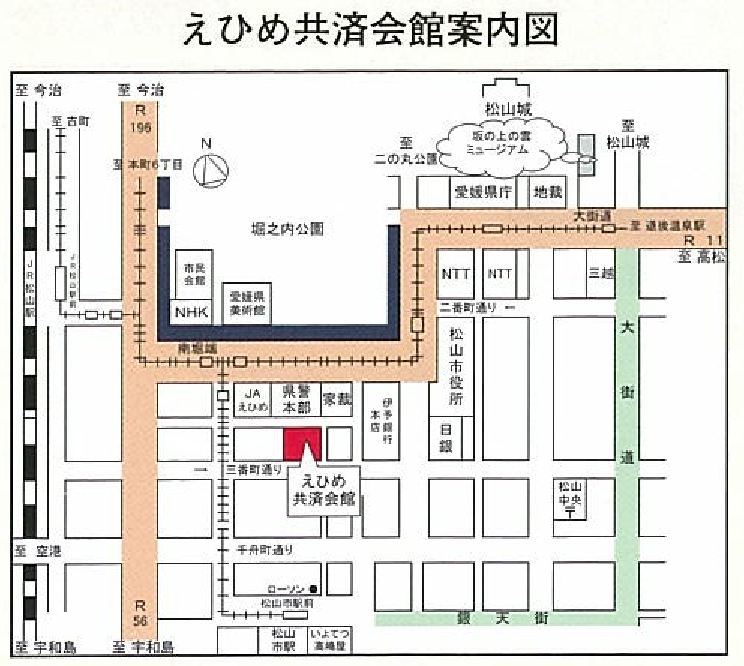 えひめ共済会館案内図
至 今治
至 今治
R
196
至 古町
至 本町6丁目
N
松山城
坂の上の雲
ミュージアム
至
二の丸公園
至
松山城
愛媛県庁
地裁
大街道
至 道後温泉駅
R 11
至 高松
堀之内公園
市民
会館
NHK
愛媛県
美術館
NTT
NTT
三越
二番町通り ←
JR松山駅
JR松山駅前
南堀端
松山市役所
大街道
JA
えひめ
県警
本部
家裁
伊予銀行
本店
日銀
三番町通り
えひめ
共済会館
松山
中央
〒
至 空港
千舟町通り
ローソン
松山市駅前
R
56
銀天街
至 宇和島
至 宇和島
松山
市駅
いよてつ
高嶋屋